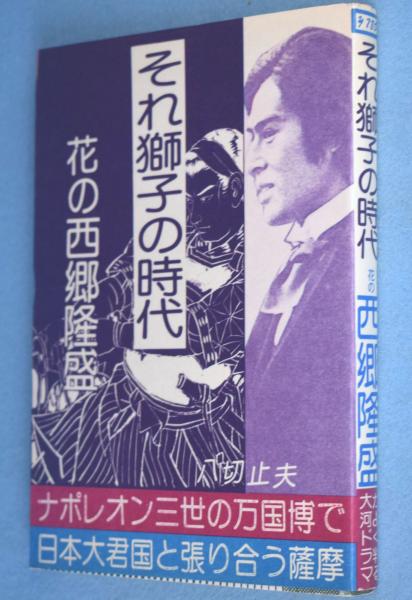 それ獅子の時代
花の西郷隆盛
八切止夫
ナポレオン三世の万国博で
日本大君国と張り合う薩摩
それ獅子の時代
花の
西郷隆盛
大河ドラマ